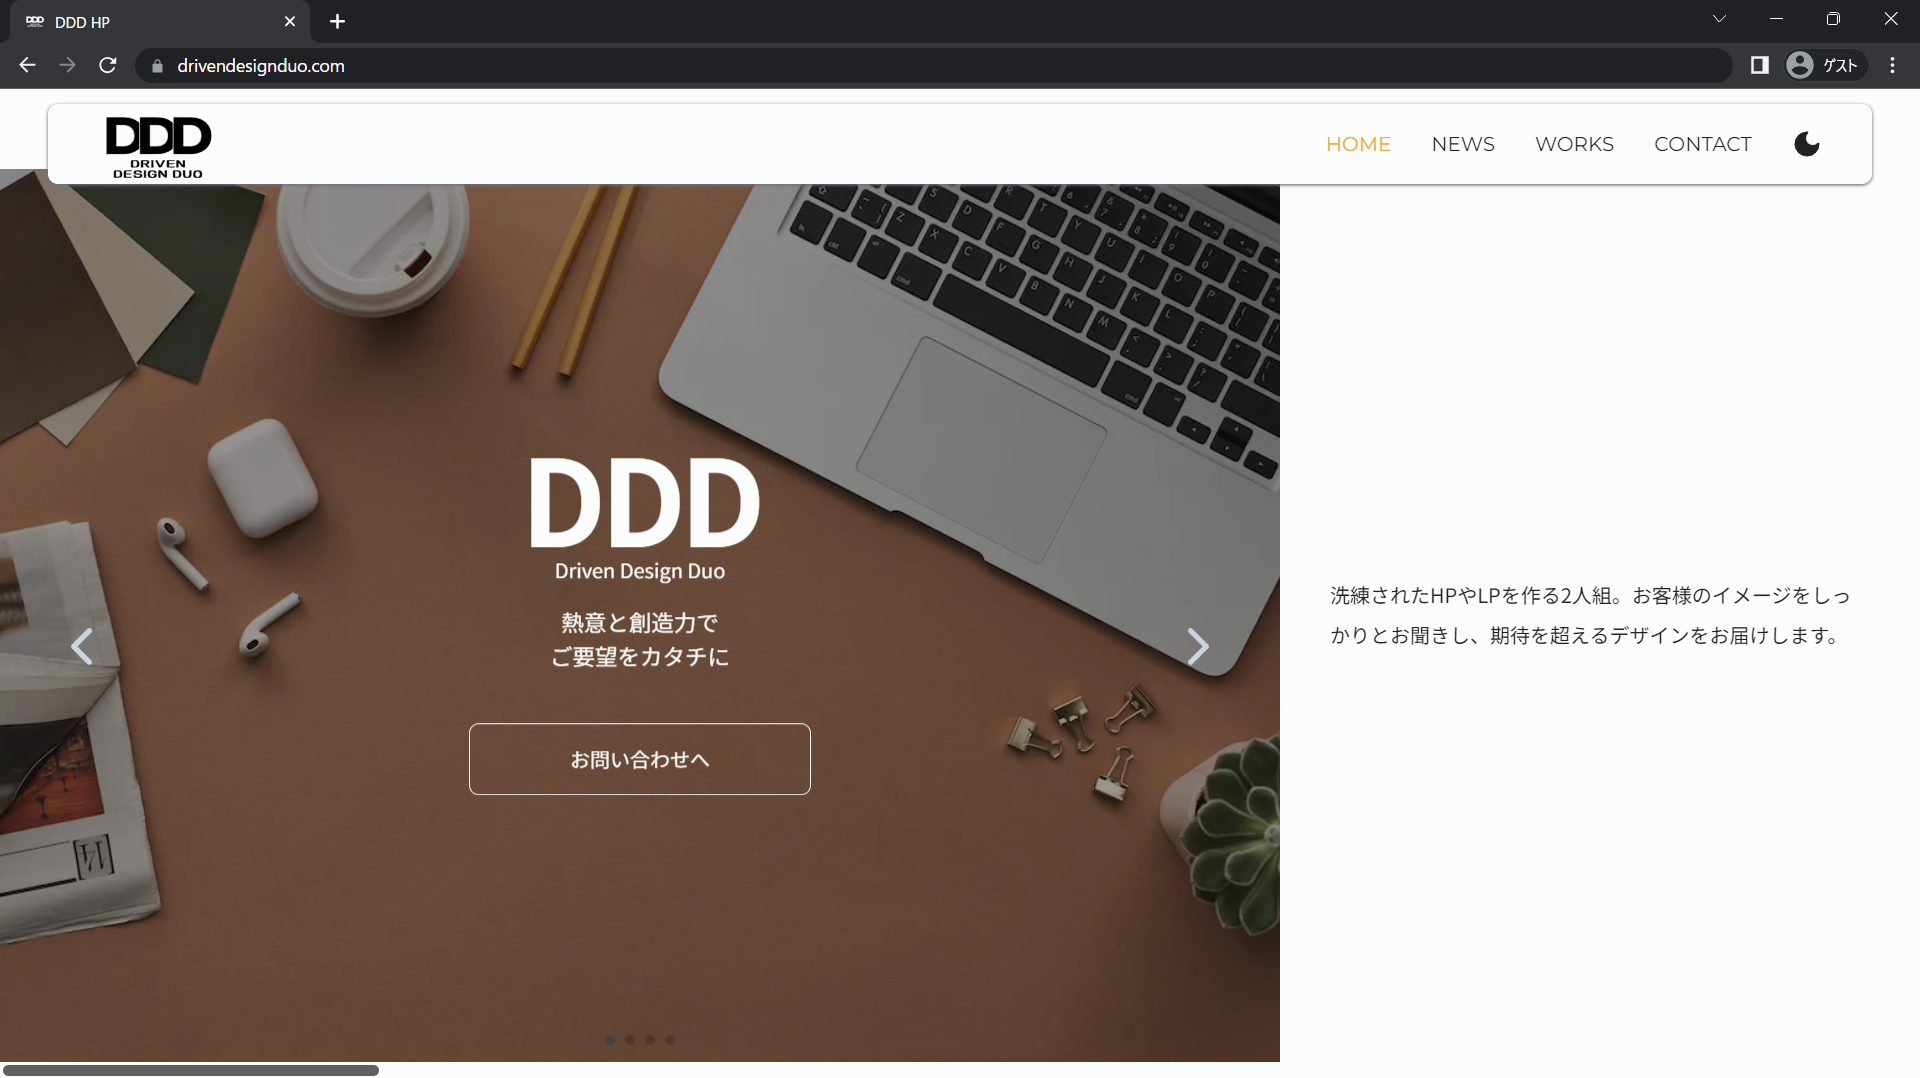 DDD HP
drivendesignduo.com
ゲスト
DDD
DRIVEN
DESIGN DUO
HOME
NEWS
WORKS
CONTACT
DDD
Driven Design Duo
熱意と創造力で
ご要望をカタチに
お問い合わせへ
洗練されたHPやLPを作る2人組。お客様のイメージをしっ
かりとお聞きし、期待を超えるデザインをお届けします。